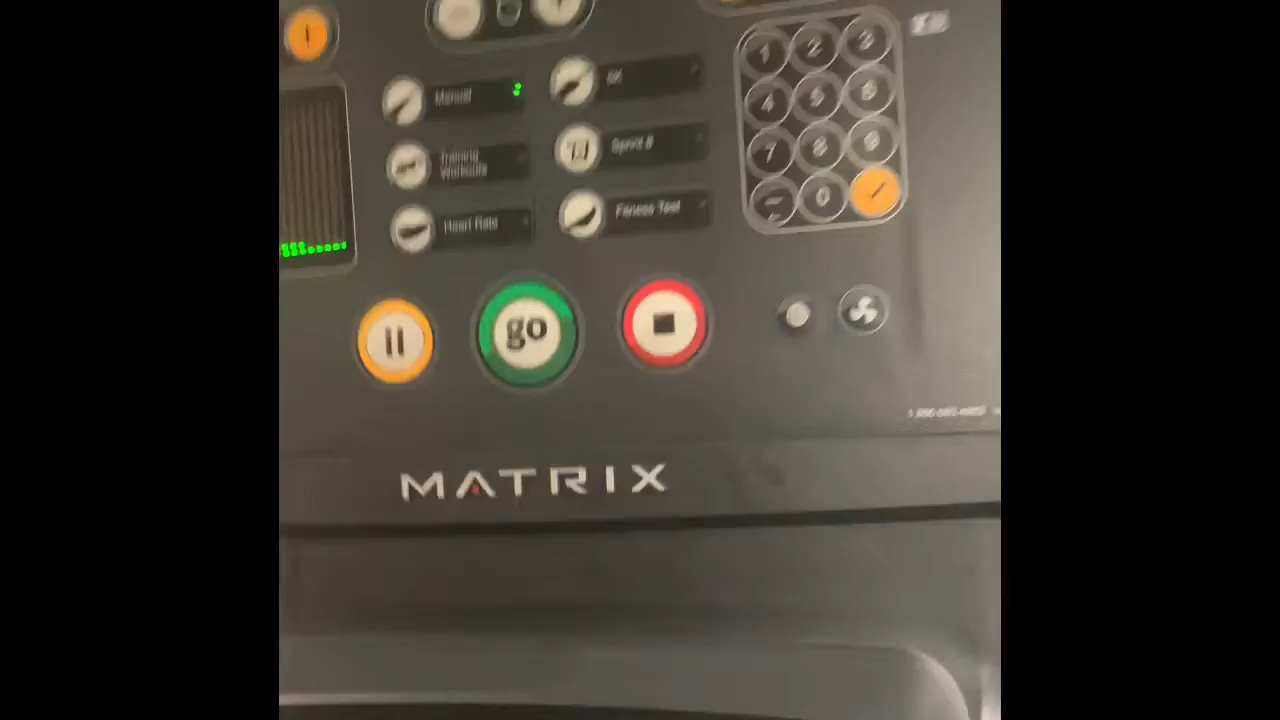 1 2 3
Manual
5K
4 5 6
Training
Workouts
Sprint 8
7 8 9
Heart Rate
Fitness Test
0
go
MATRIX